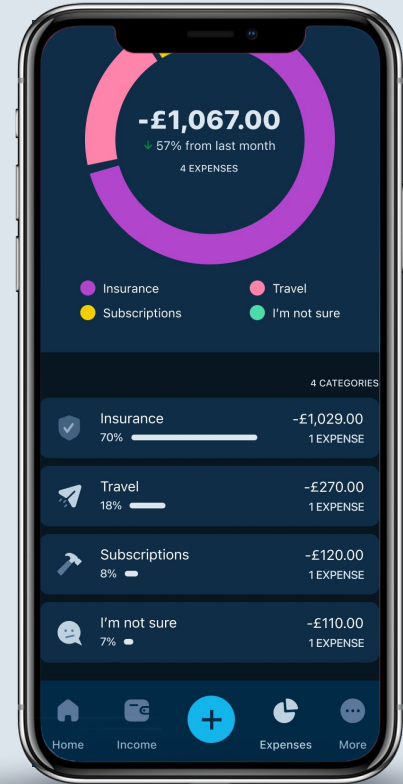 -£1,067.00
↓ 57% from last month
4 EXPENSES
Insurance
Travel
Subscriptions
I'm not sure
4 CATEGORIES
Insurance
-£1,029.00
70%
1 EXPENSE
Travel
-£270.00
18%
1 EXPENSE
Subscriptions
-£120.00
8%
1 EXPENSE
I'm not sure
-£110.00
7%
1 EXPENSE
Home
Income
Expenses
More